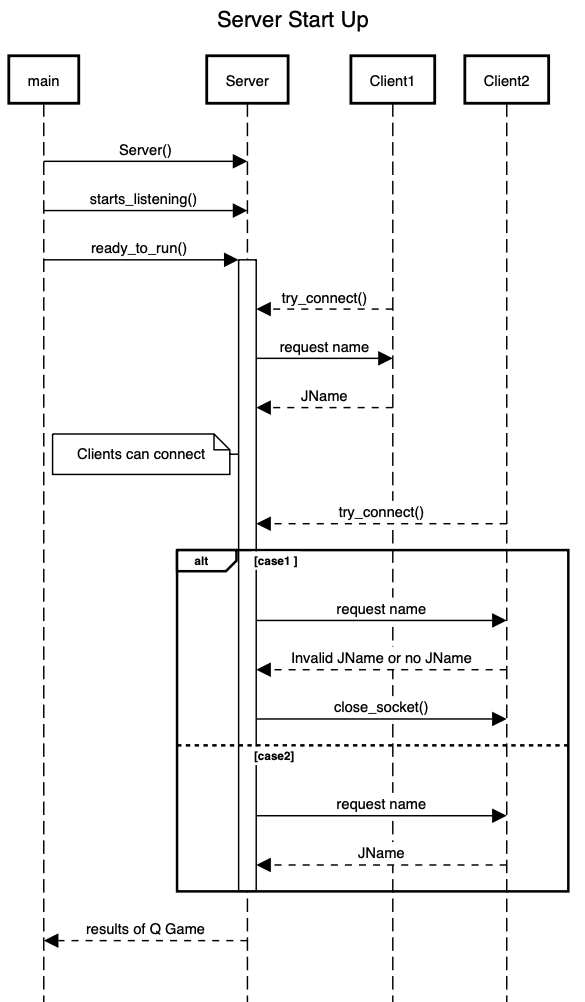 Server Start Up
main
Server
Client1
Client2
Server()
starts_listening()
ready_to_run()
try_connect()
request name
JName
Clients can connect
try_connect()
alt
[case1 ]
request name
Invalid JName or no JName
close_socket()
[case2]
request name
JName
results of Q Game